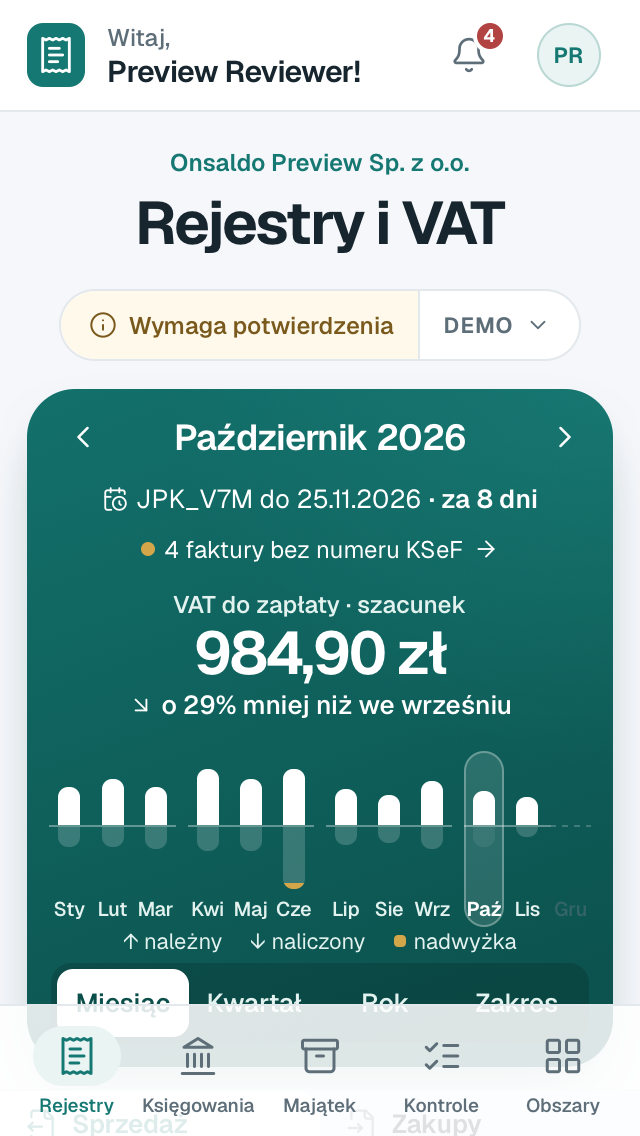 Witaj,
Preview Reviewer!
4
PR
Onsaldo Preview Sp. z o.o.
Rejestry i VAT
Wymaga potwierdzenia
DEMO
Październik 2026
JPK_V7M do 25.11.2026 · za 8 dni
4 faktury bez numeru KSeF →
VAT do zapłaty · szacunek
984,90 zł
↘ o 29% mniej niż we wrześniu
Sty Lut Mar Kwi Maj Cze Lip Sie Wrz Paź Lis Gru
↑ należny ↓ naliczony nadwyżka
Miesiąc Kwartał Rok Zakres
Rejestry Księgowania Majątek Kontrole Obszary
Sprzedaż Zakupy